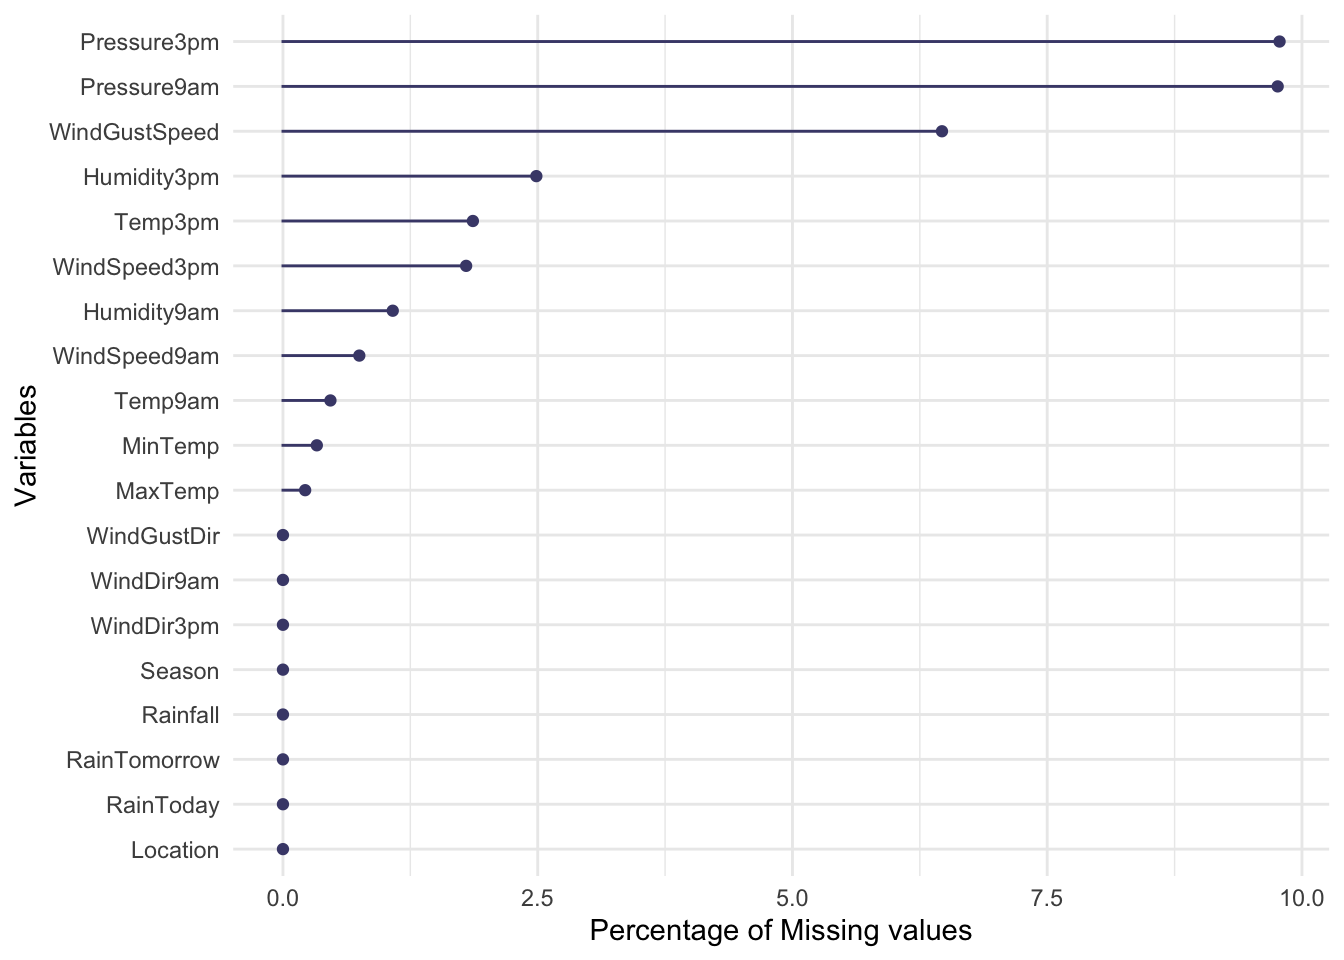 Pressure3pm
Pressure9am
WindGustSpeed
Humidity3pm
Temp3pm
WindSpeed3pm
Humidity9am
WindSpeed9am
Temp9am
MinTemp
MaxTemp
WindGustDir
WindDir9am
WindDir3pm
Season
Rainfall
RainTomorrow
RainToday
Location
Variables
0.0 2.5 5.0 7.5 10.0
Percentage of Missing values